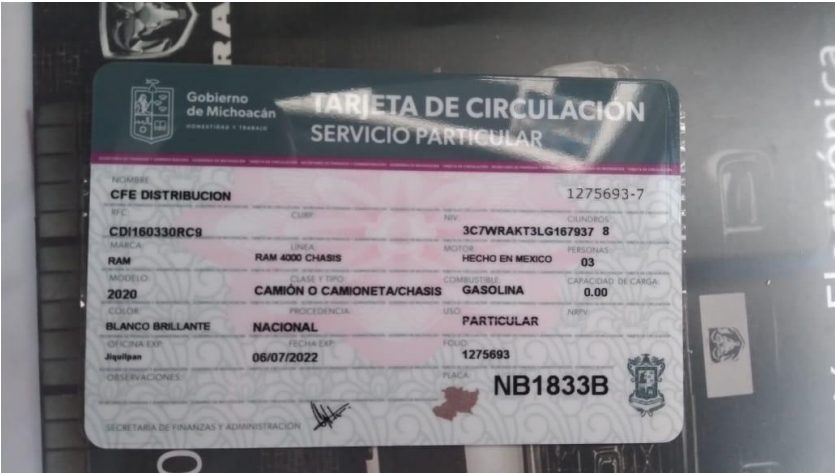 RA
Gobierno
de Michoacán
HONESTIDAD Y TRABAJO
TARJETA DE CIRCULACIÓN
SERVICIO PARTICULAR
NOMBRE:
CFE DISTRIBUCION
1275693-7
RFC: CURP: NIV: CILINDROS:
CDI160330RC9 3C7WRAKT3LG167937 8
MARCA: LÍNEA: MOTOR: PERSONAS:
RAM RAM 4000 CHASIS HECHO EN MEXICO 03
MODELO: CLASE Y TIPO: COMBUSTIBLE: CAPACIDAD DE CARGA:
2020 CAMIÓN O CAMIONETA/CHASIS GASOLINA 0.00
COLOR: PROCEDENCIA: USO: NRPV:
BLANCO BRILLANTE NACIONAL PARTICULAR
OFICINA EXP: FECHA EXP: FOLIO:
Jiquilpan 06/07/2022 1275693
OBSERVACIONES: PLACA:
NB1833B
SECRETARÍA DE FINANZAS Y ADMINISTRACIÓN